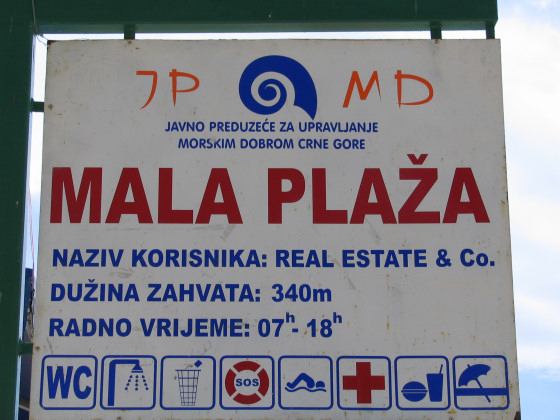 JP MD
JAVNO PREDUZEĆE ZA UPRAVLJANJE
MORSKIM DOBROM CRNE GORE
MALA PLAŽA
NAZIV KORISNIKA: REAL ESTATE & Co.
DUŽINA ZAHVATA: 340m
RADNO VRIJEME: 07h- 18h
WC SOS